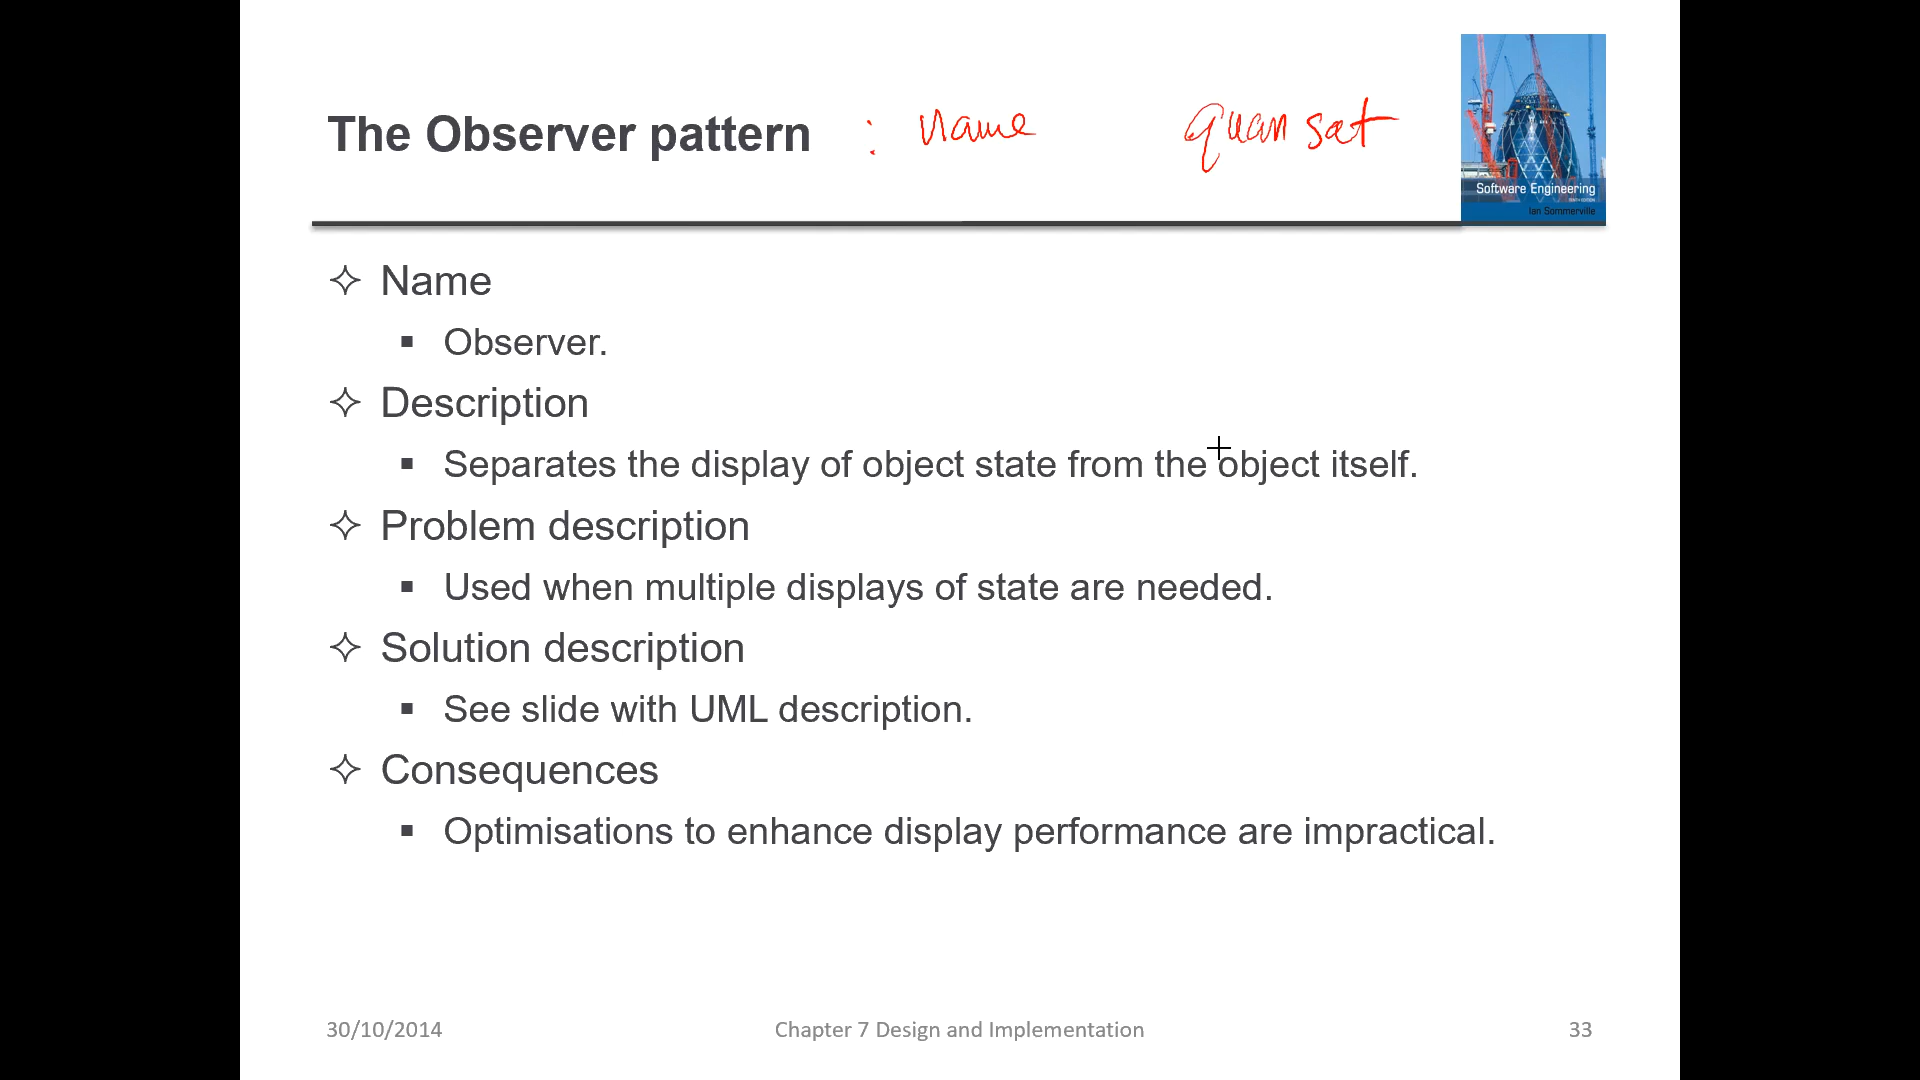 The Observer pattern : name quan sat
Software Engineering
Ian Sommerville
✧ Name
▪ Observer.
✧ Description
▪ Separates the display of object state from the object itself.
✧ Problem description
▪ Used when multiple displays of state are needed.
✧ Solution description
▪ See slide with UML description.
✧ Consequences
▪ Optimisations to enhance display performance are impractical.
30/10/2014 Chapter 7 Design and Implementation 33